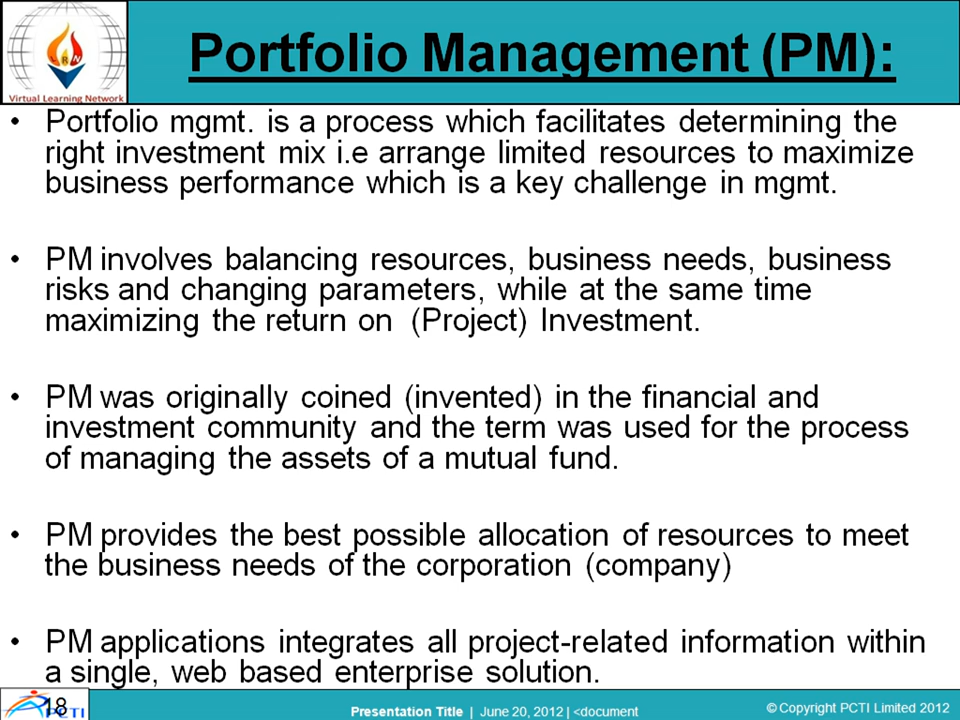 Portfolio Management (PM):
RN
Virtual Learning Network
• Portfolio mgmt. is a process which facilitates determining the
right investment mix i.e arrange limited resources to maximize
business performance which is a key challenge in mgmt.
• PM involves balancing resources, business needs, business
risks and changing parameters, while at the same time
maximizing the return on (Project) Investment.
• PM was originally coined (invented) in the financial and
investment community and the term was used for the process
of managing the assets of a mutual fund.
• PM provides the best possible allocation of resources to meet
the business needs of the corporation (company)
• PM applications integrates all project-related information within
a single, web based enterprise solution.
18
PCTI
Presentation Title | June 20, 2012 | <document
© Copyright PCTI Limited 2012